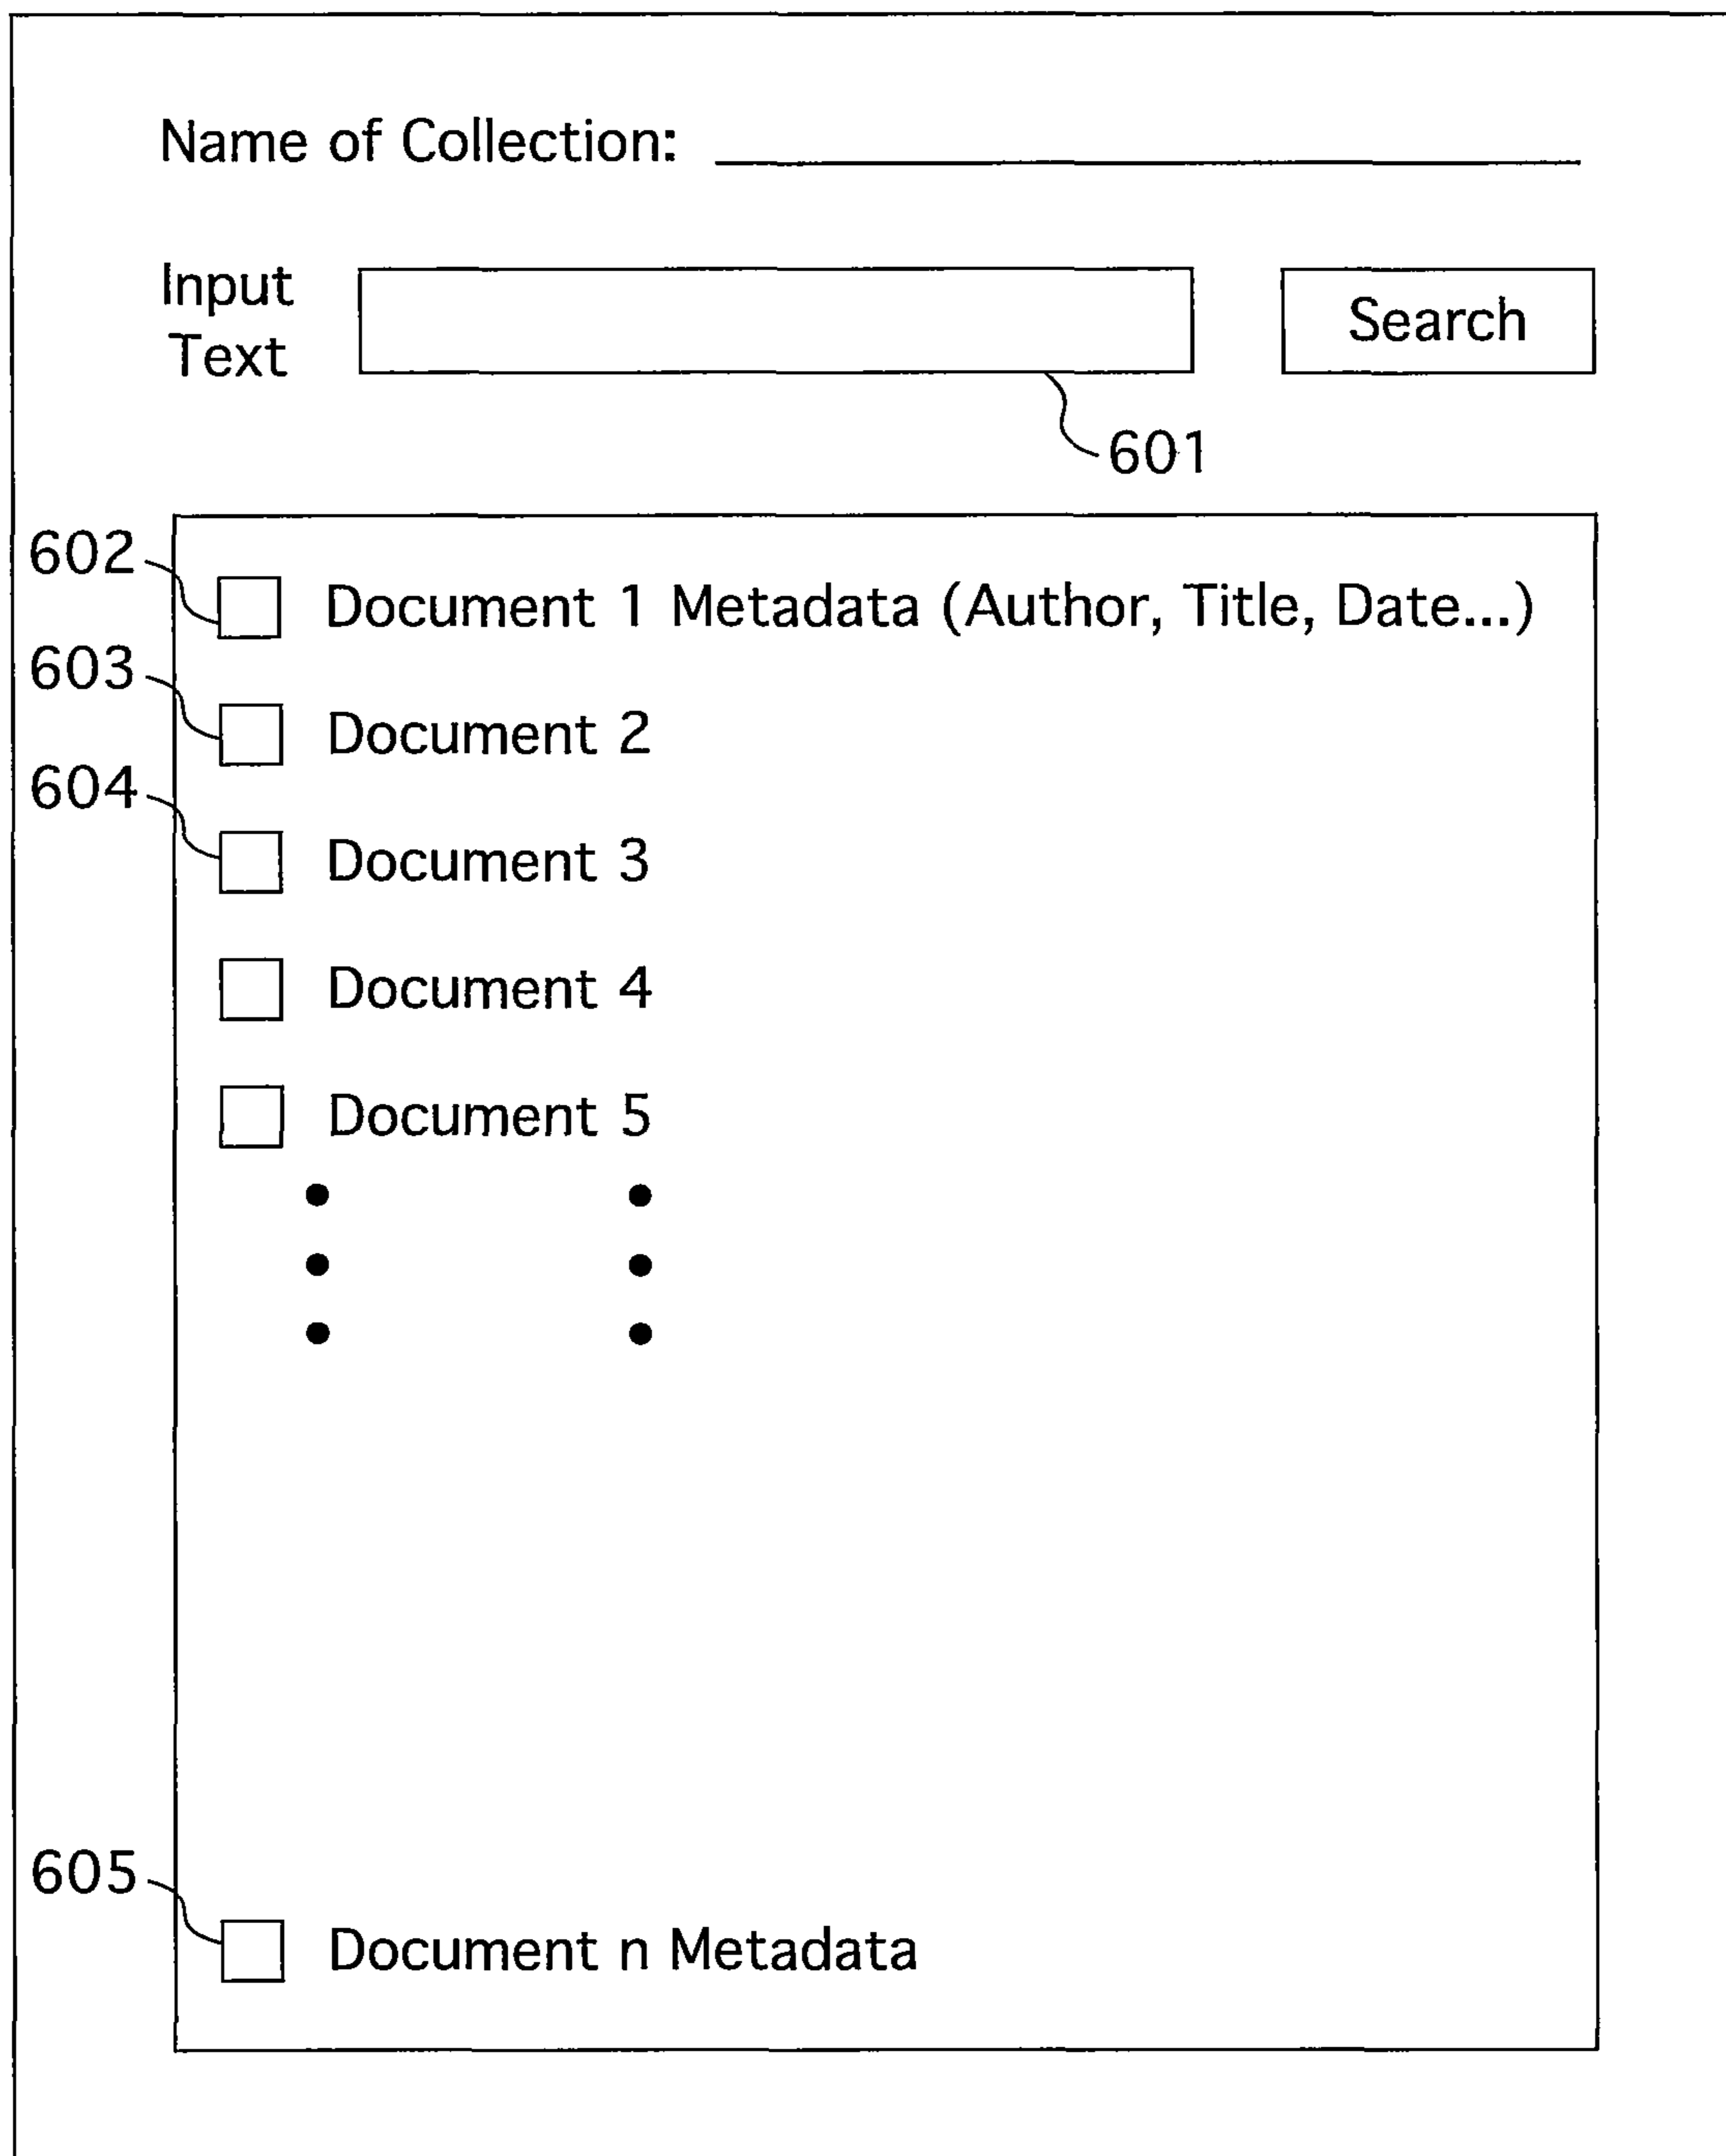 Name of Collection:
Input
Text
Search
601
602
Document 1 Metadata (Author, Title, Date...)
603
Document 2
604
Document 3
Document 4
Document 5
605
Document n Metadata